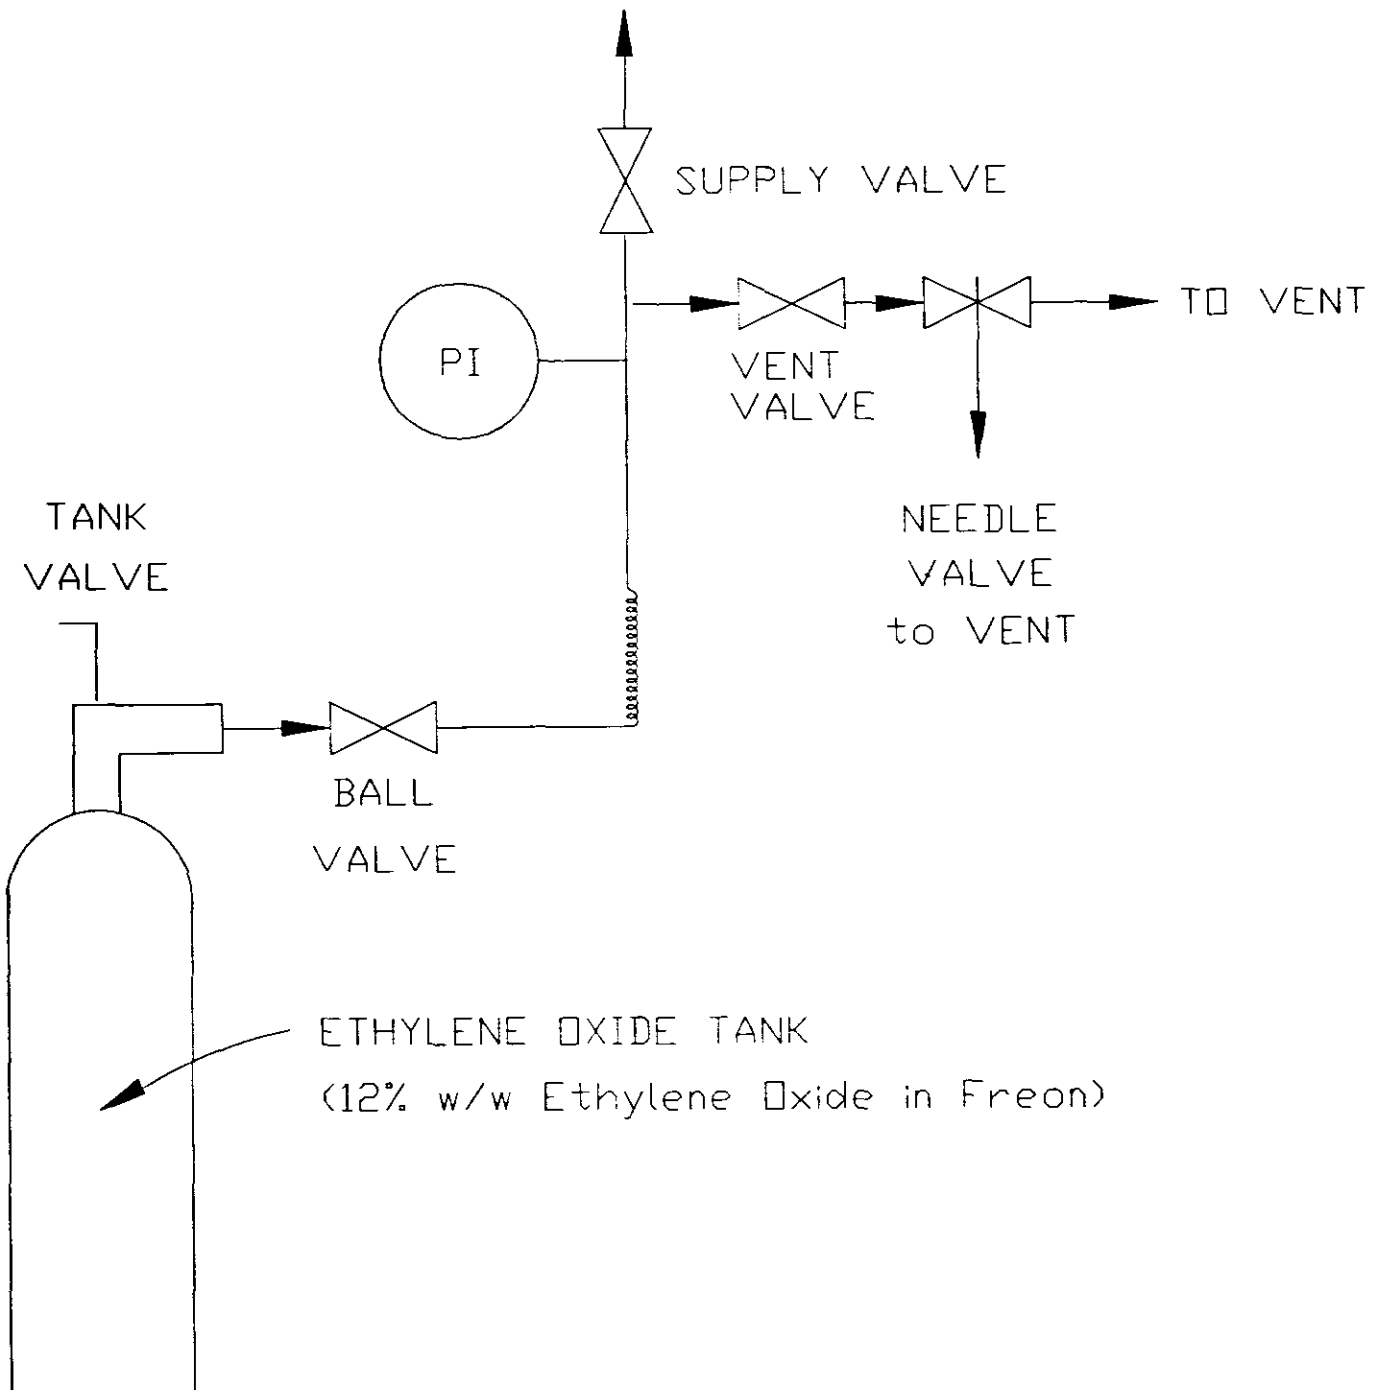 SUPPLY VALVE
TO VENT
PI
VENT
VALVE
TANK
VALVE
NEEDLE
VALVE
to VENT
BALL
VALVE
ETHYLENE OXIDE TANK
(12% w/w Ethylene Oxide in Freon)